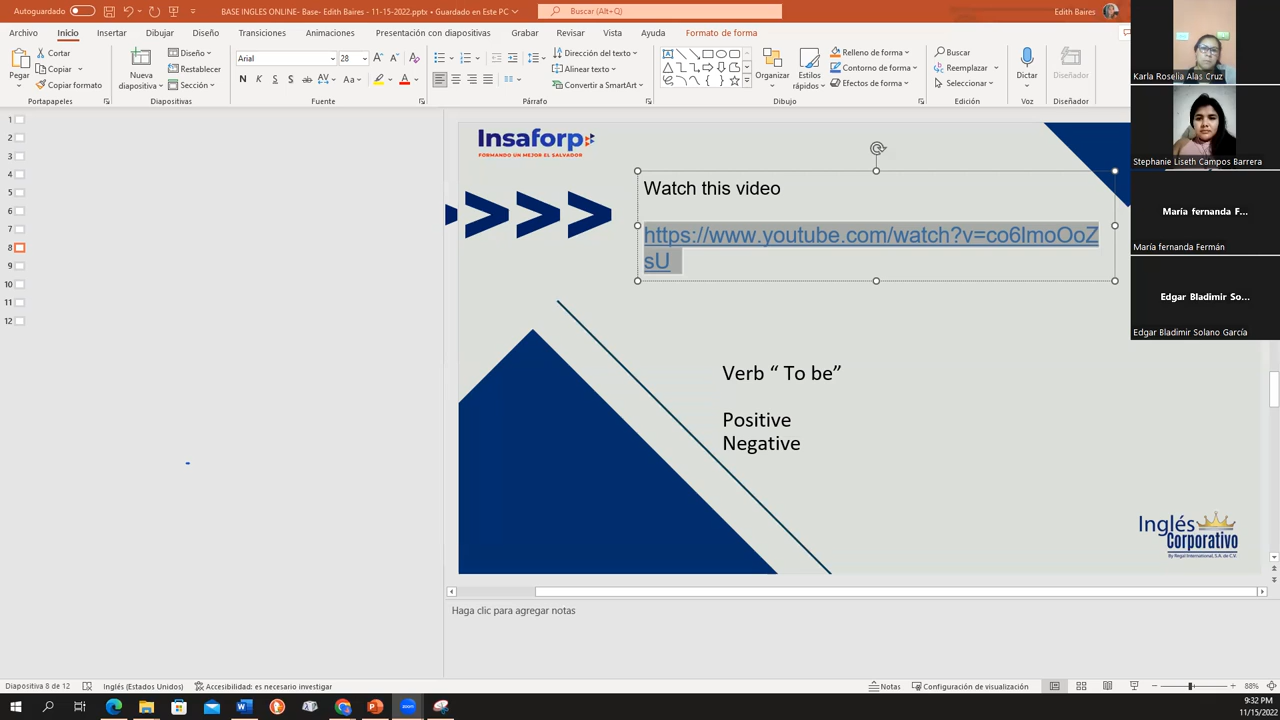 Autoguardado
BASE INGLES ONLINE- Base- Edith Baires - 11-15-2022.pptx • Guardado en Este PC
Buscar (Alt+Q)
Edith Baires
Archivo Inicio Insertar Dibujar Diseño Transiciones Animaciones Presentación con diapositivas Grabar Revisar Vista Ayuda Formato de forma
Pegar
Cortar
Copiar
Copiar formato
Portapapeles
Nueva
diapositiva
Diseño
Restablecer
Sección
Diapositivas
Arial 28
N K S S
Aa
Fuente
Dirección del texto
Alinear texto
Convertir a SmartArt
Párrafo
Organizar
Estilos
rápidos
Relleno de forma
Contorno de forma
Efectos de forma
Dibujo
Buscar
Reemplazar
Seleccionar
Edición
Dictar
Voz
Diseñador
Diseñador
Karla Roselia Alas Cruz
Stephanie Liseth Campos Barrera
María fernanda F...
María fernanda Fermán
Edgar Bladimir So...
Edgar Bladimir Solano García
1
2
3
4
5
6
7
8
9
10
11
12
Insaforp
FORMANDO UN MEJOR EL SALVADOR
Watch this video
https://www.youtube.com/watch?v=co6lmoOoZ
sU
Verb “ To be”
Positive
Negative
Inglés
Corporativo
By Regal International, S.A. de C.V.
Haga clic para agregar notas
Diapositiva 8 de 12
Inglés (Estados Unidos)
Accesibilidad: es necesario investigar
Notas
Configuración de visualización
88%
9:32 PM
11/15/2022